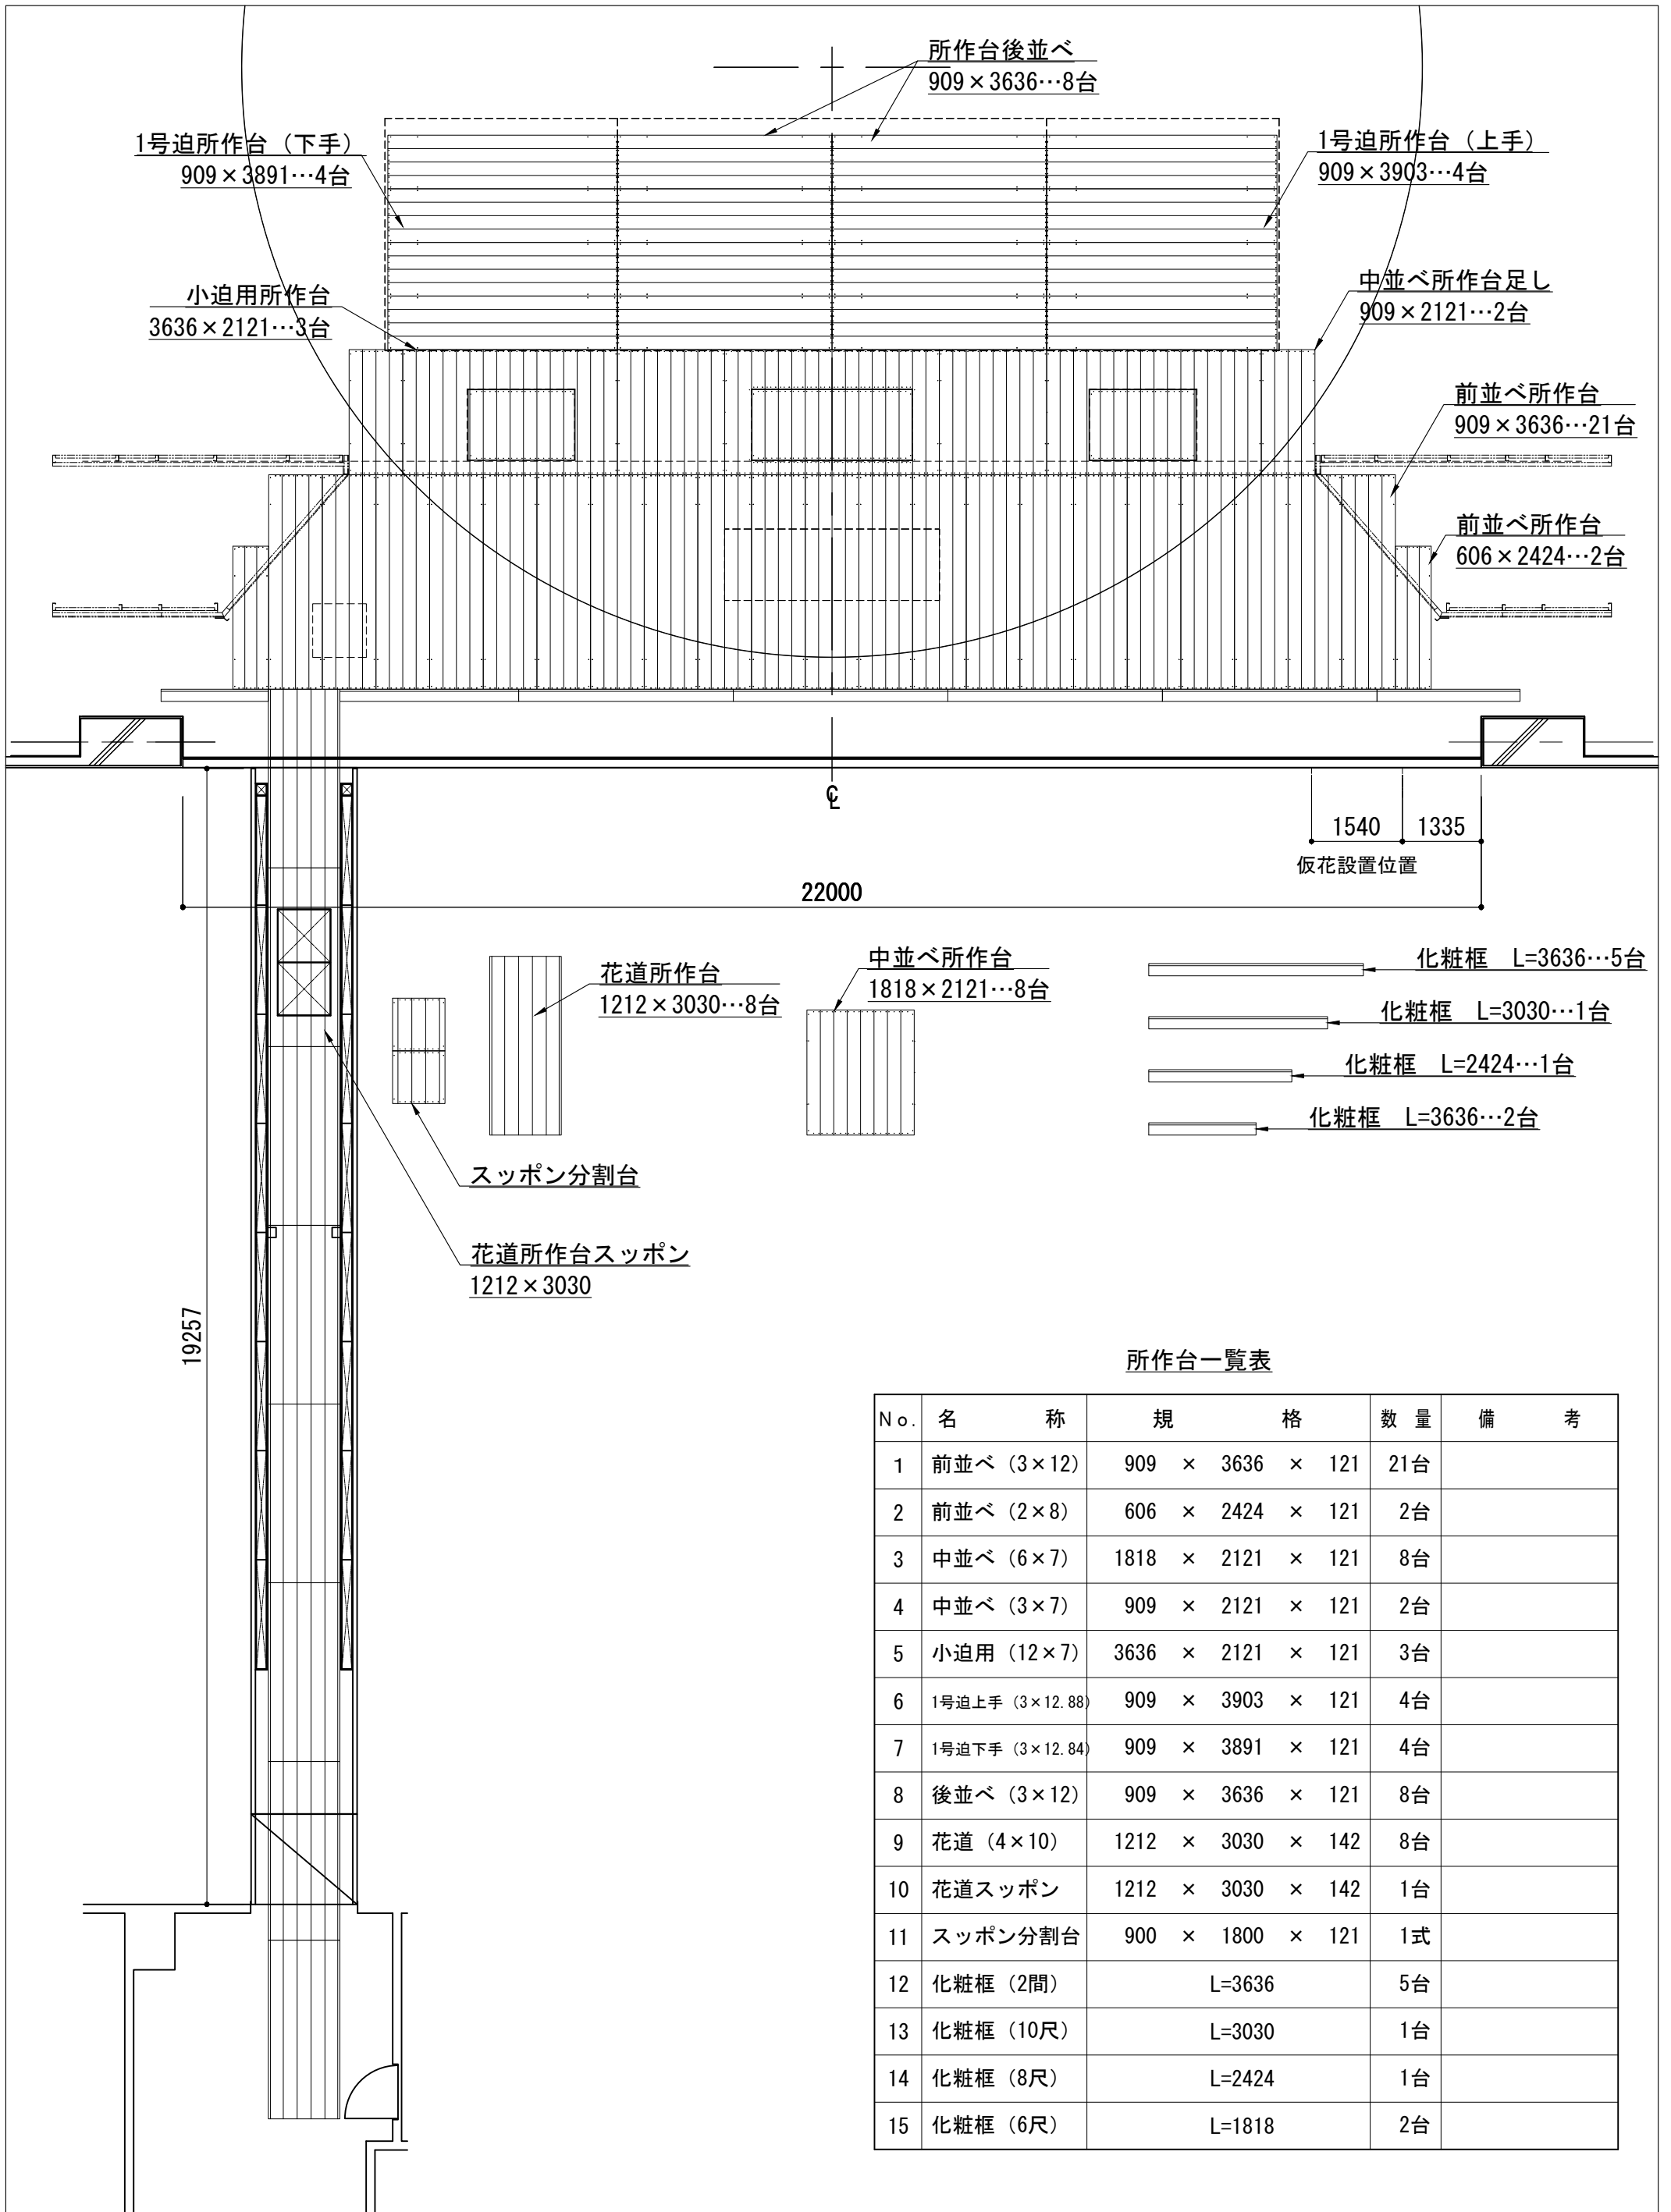 所作台後並べ
909×3636…8台
1号迫所作台（下手）
909×3891…4台
1号迫所作台（上手）
909×3903…4台
小迫用所作台
3636×2121…3台
中並べ所作台足し
909×2121…2台
前並べ所作台
909×3636…21台
前並べ所作台
606×2424…2台
℄
1540 1335
仮花設置位置
22000
花道所作台
1212×3030…8台
中並べ所作台
1818×2121…8台
化粧框 L=3636…5台
化粧框 L=3030…1台
化粧框 L=2424…1台
化粧框 L=3636…2台
スッポン分割台
花道所作台スッポン
1212×3030
19257
所作台一覧表
No. 名称 規格 数量 備考
1 前並べ（3×12） 909 × 3636 × 121 21台
2 前並べ（2×8） 606 × 2424 × 121 2台
3 中並べ（6×7） 1818 × 2121 × 121 8台
4 中並べ（3×7） 909 × 2121 × 121 2台
5 小迫用（12×7） 3636 × 2121 × 121 3台
6 1号迫上手（3×12.88） 909 × 3903 × 121 4台
7 1号迫下手（3×12.84） 909 × 3891 × 121 4台
8 後並べ（3×12） 909 × 3636 × 121 8台
9 花道（4×10） 1212 × 3030 × 142 8台
10 花道スッポン 1212 × 3030 × 142 1台
11 スッポン分割台 900 × 1800 × 121 1式
12 化粧框（2間） L=3636 5台
13 化粧框（10尺） L=3030 1台
14 化粧框（8尺） L=2424 1台
15 化粧框（6尺） L=1818 2台